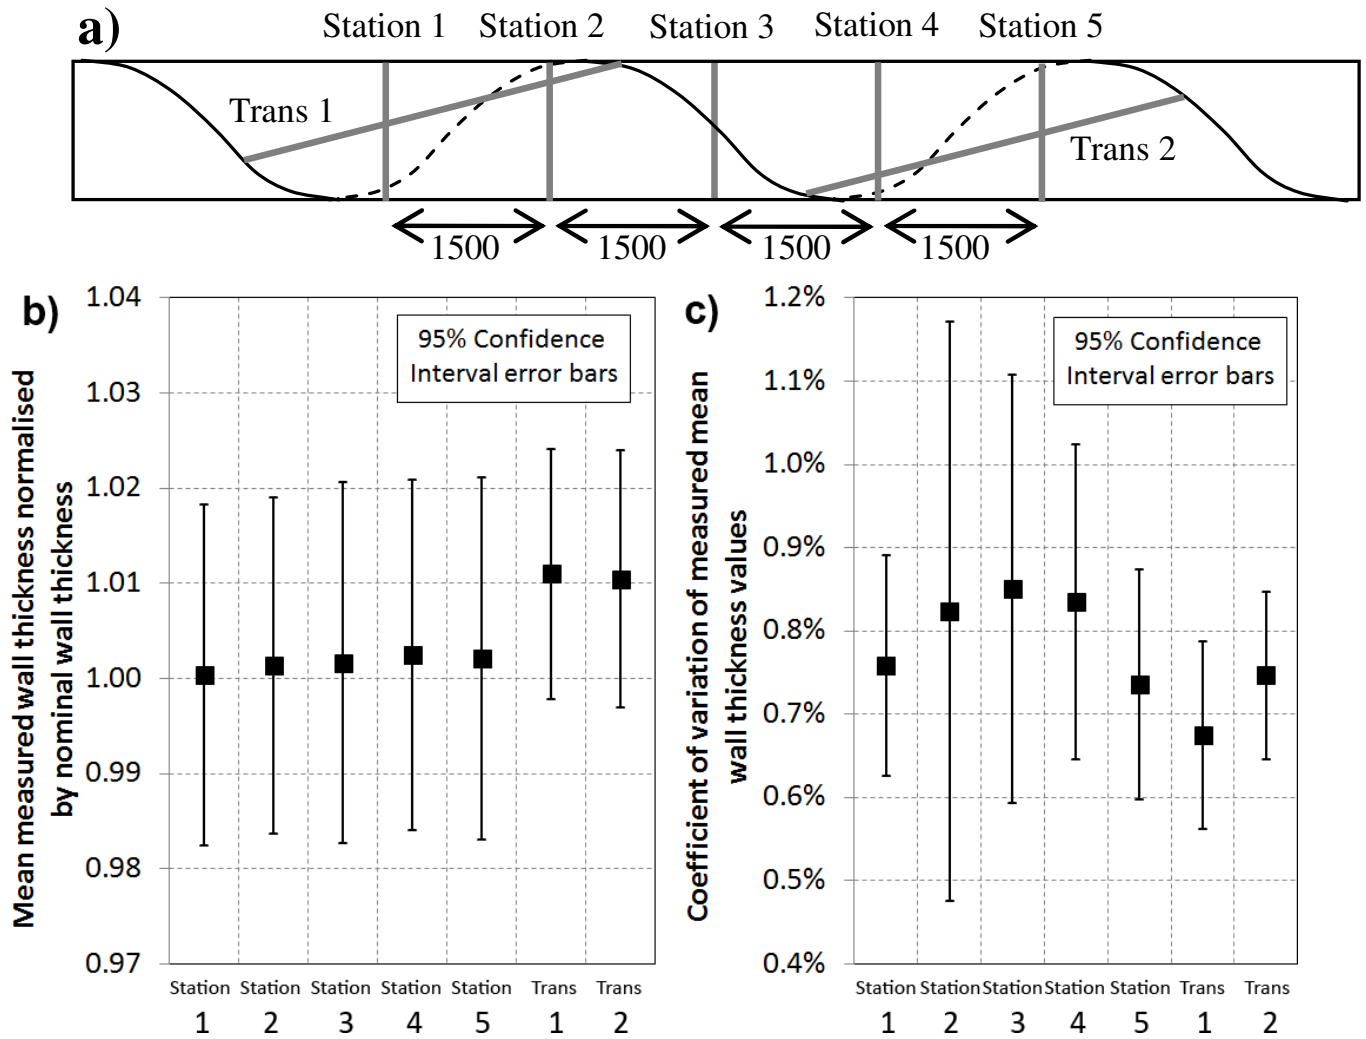 a)
Station 1 Station 2 Station 3 Station 4 Station 5
Trans 1
Trans 2
1500 1500 1500 1500
b)
Mean measured wall thickness normalised
by nominal wall thickness
1.04
1.03
1.02
1.01
1.00
0.99
0.98
0.97
95% Confidence
Interval error bars
Station Station Station Station Station Trans Trans
1 2 3 4 5 1 2
c)
Coefficient of variation of measured mean
wall thickness values
1.2%
1.1%
1.0%
0.9%
0.8%
0.7%
0.6%
0.5%
0.4%
95% Confidence
Interval error bars
Station Station Station Station Station Trans Trans
1 2 3 4 5 1 2